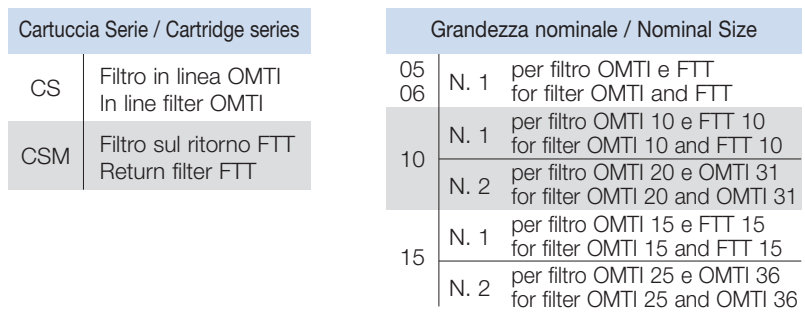 Cartuccia Serie / Cartridge series
CS
Filtro in linea OMTI
In line filter OMTI
CSM
Filtro sul ritorno FTT
Return filter FTT
Grandezza nominale / Nominal Size
05
06
N. 1
per filtro OMTI e FTT
for filter OMTI and FTT
10
N. 1
per filtro OMTI 10 e FTT 10
for filter OMTI 10 and FTT 10
N. 2
per filtro OMTI 20 e OMTI 31
for filter OMTI 20 and OMTI 31
15
N. 1
per filtro OMTI 15 e FTT 15
for filter OMTI 15 and FTT 15
N. 2
per filtro OMTI 25 e OMTI 36
for filter OMTI 25 and OMTI 36